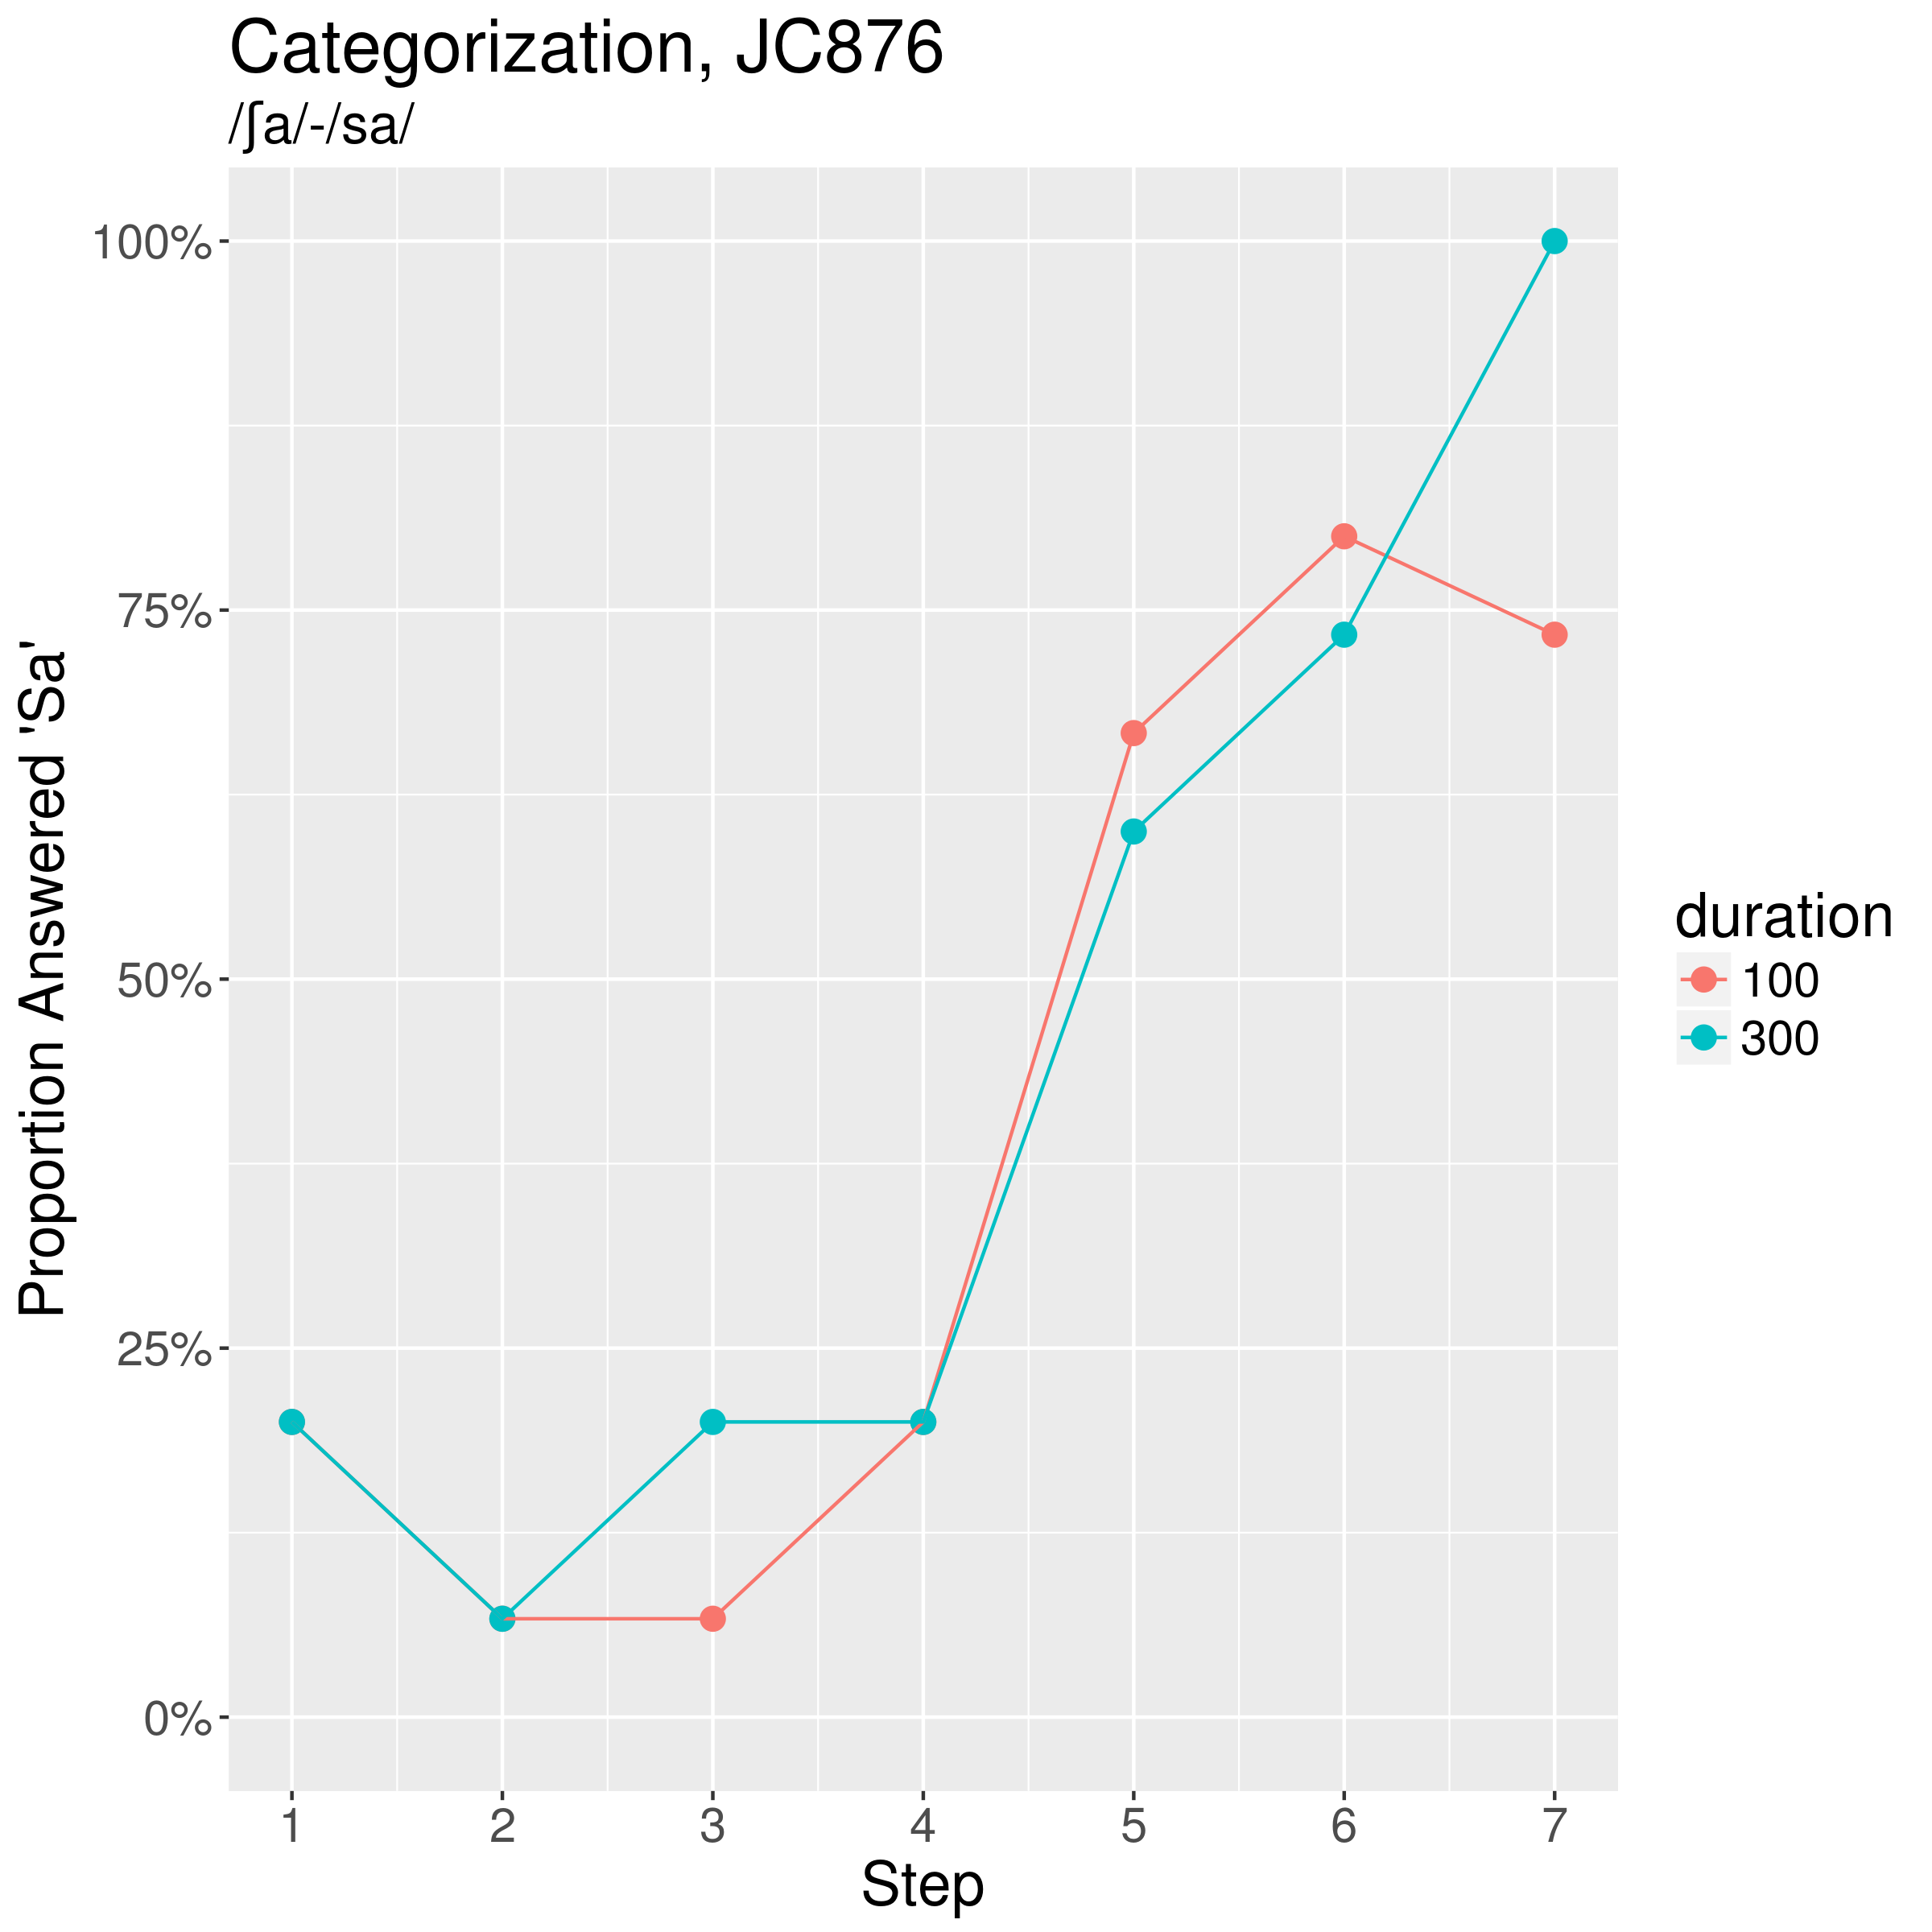 Categorization, JC876
/ʃa/-/sa/
Proportion Answered 'Sa'
100%
75%
50%
25%
0%
1 2 3 4 5 6 7
Step
duration
100
300